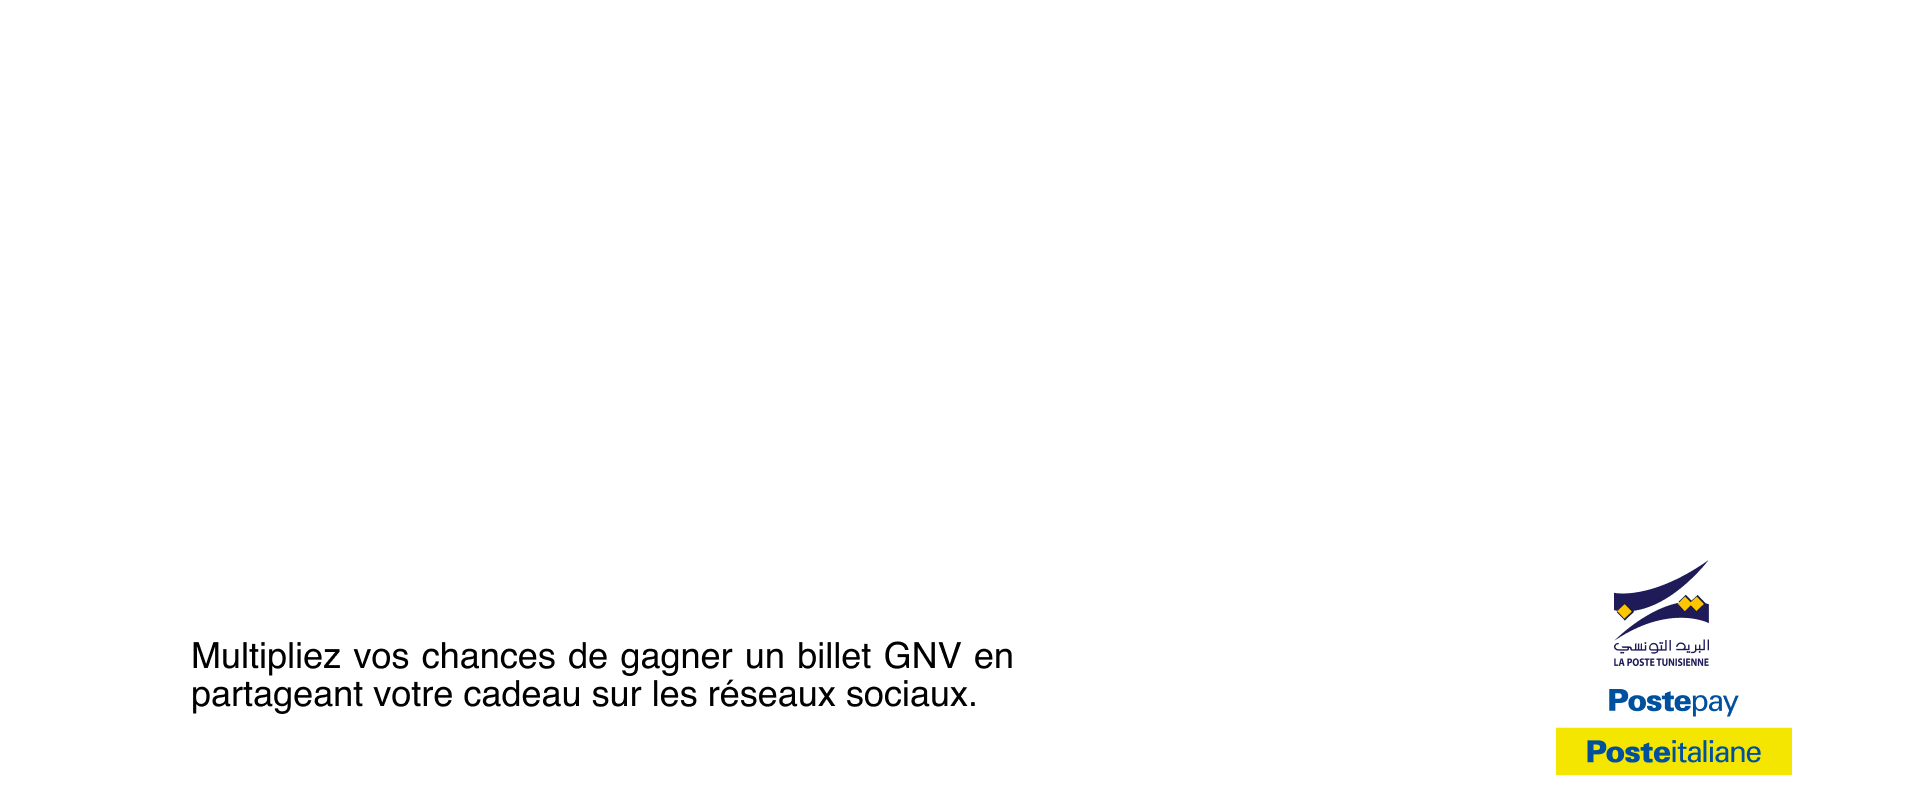 Multipliez vos chances de gagner un billet GNV en
partageant votre cadeau sur les réseaux sociaux.
البريد التونسي
LA POSTE TUNISIENNE
Postepay
Posteitaliane